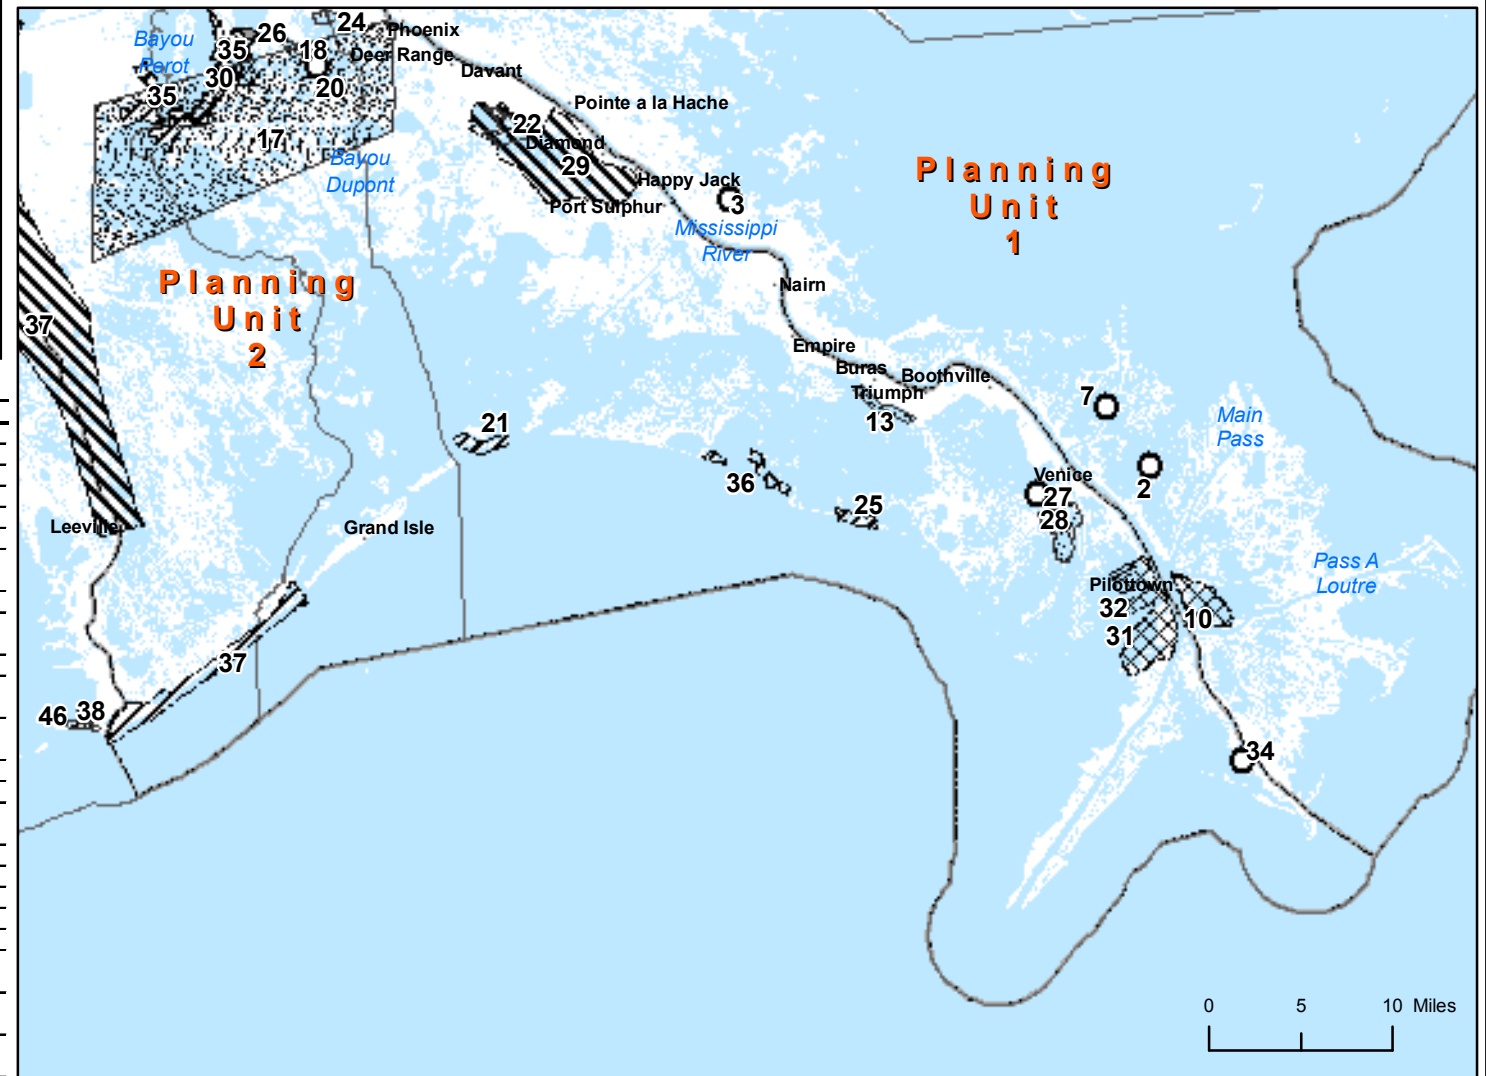 24
Phoenix
26
Bayou
Perot
35
18
Deer Range
30
20
Davant
35
Pointe a la Hache
22
17
Diamond
Bayou
Dupont
29
Happy Jack
3
Port Sulphur
Mississippi
River
Planning
Unit
1
Planning
Unit
2
Nairn
37
Empire
Buras
Boothville
Triumph
13
7
Main
Pass
21
36
25
Venice
27
28
2
Leeville
Grand Isle
Pass A
Loutre
Pilottown
32
10
31
37
46
38
34
0 5 10 Miles